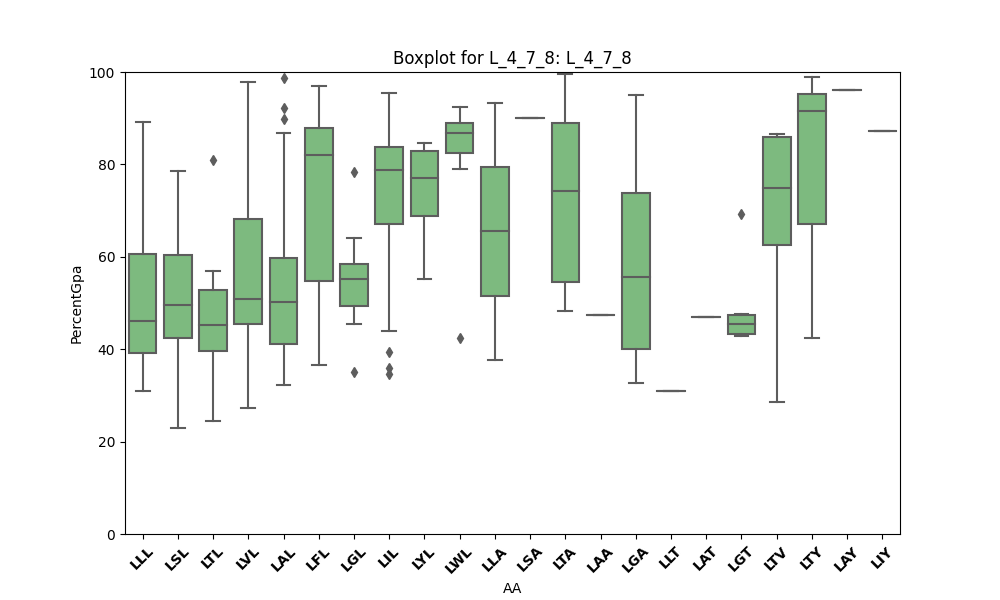 Boxplot for L_4_7_8: L_4_7_8
PercentGpa
100
80
60
40
20
0
LLL LSL LTL LVL LAL LFL LGL LIL LYL LWL LLA LSA LTA LAA LGA LLT LAT LGT LTV LTY LAY LIY
AA